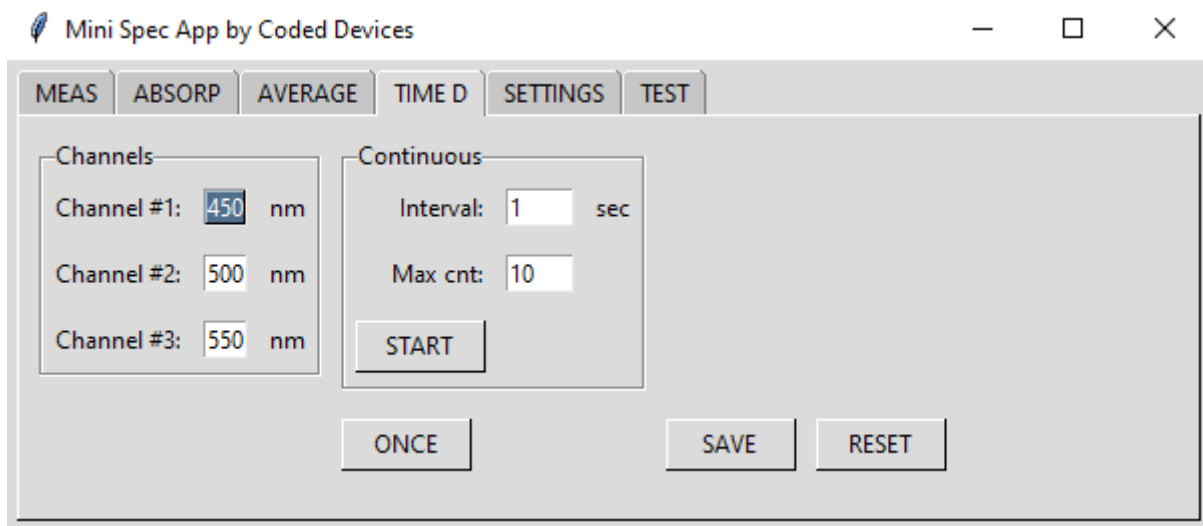 Mini Spec App by Coded Devices
MEAS ABSORP AVERAGE TIME D SETTINGS TEST
Channels Continuous
Channel #1: 450 nm Interval: 1 sec
Channel #2: 500 nm Max cnt: 10
Channel #3: 550 nm START
ONCE SAVE RESET